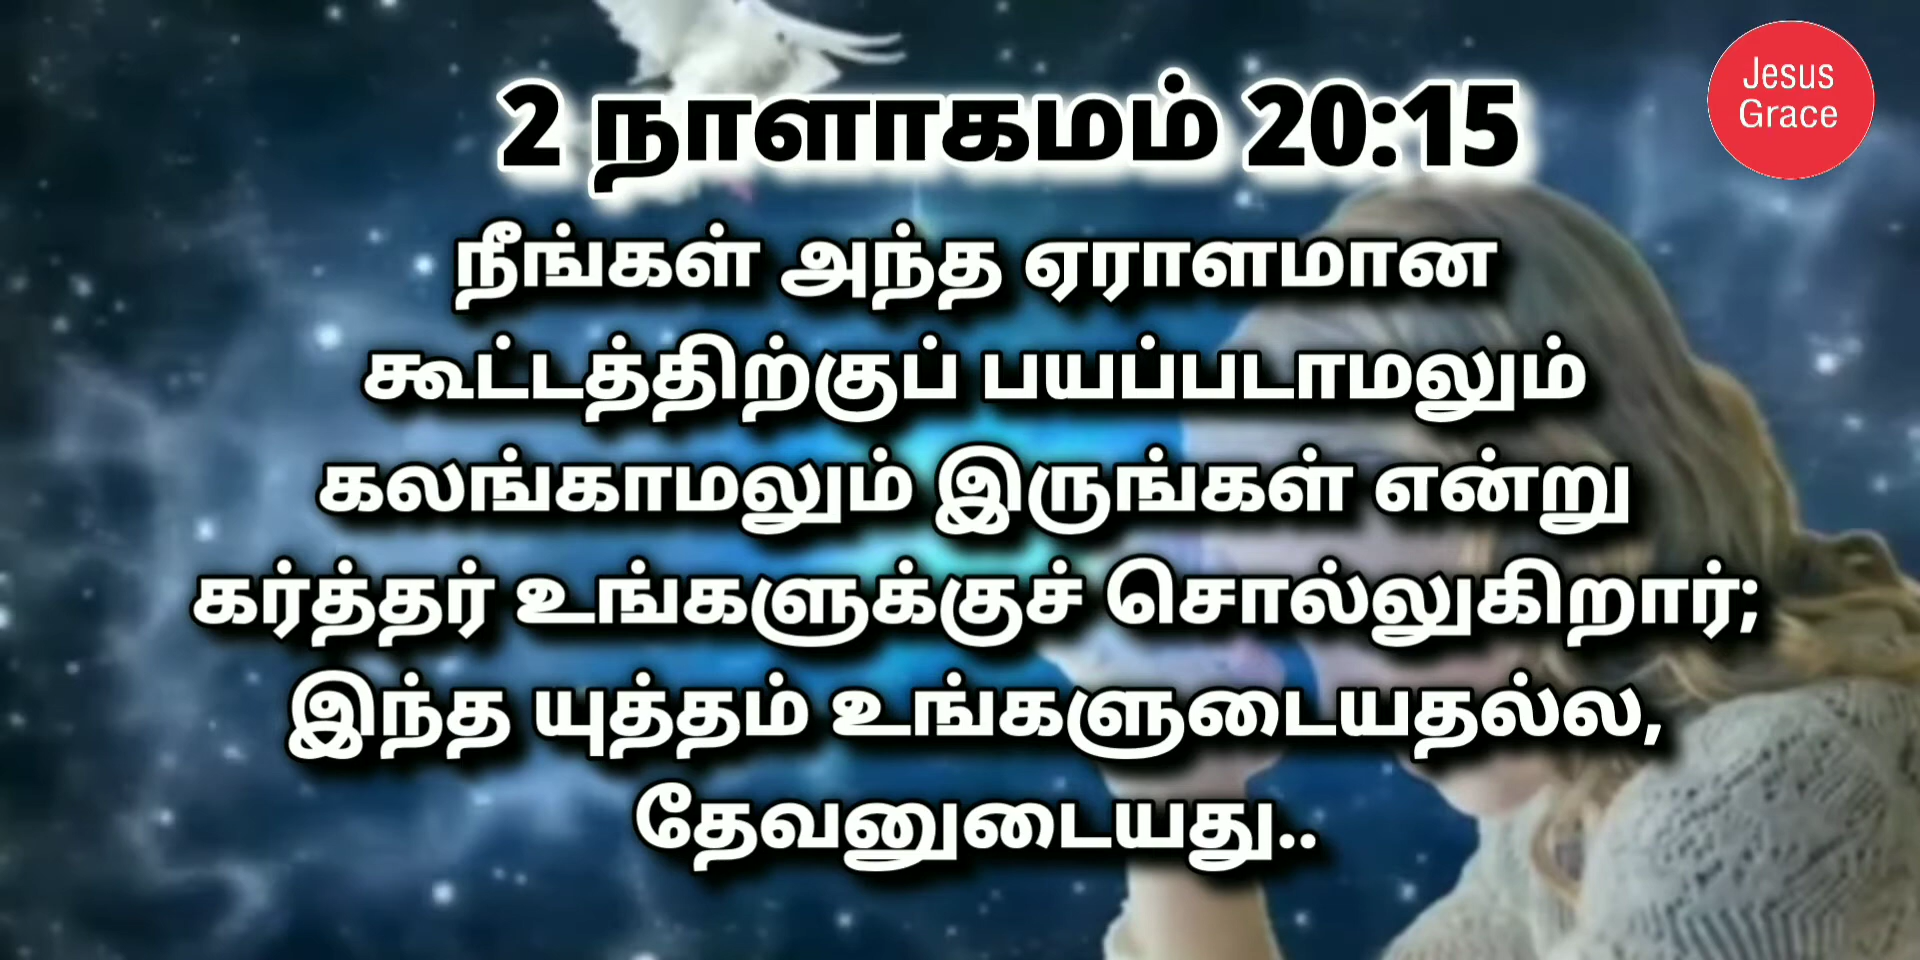 2 நாளாகமம் 20:15
Jesus
Grace
நீங்கள் அந்த ஏராளமான
கூட்டத்திற்குப் பயப்படாமலும்
கலங்காமலும் இருங்கள் என்று
கர்த்தர் உங்களுக்குச் சொல்லுகிறார்;
இந்த யுத்தம் உங்களுடையதல்ல,
தேவனுடையது..